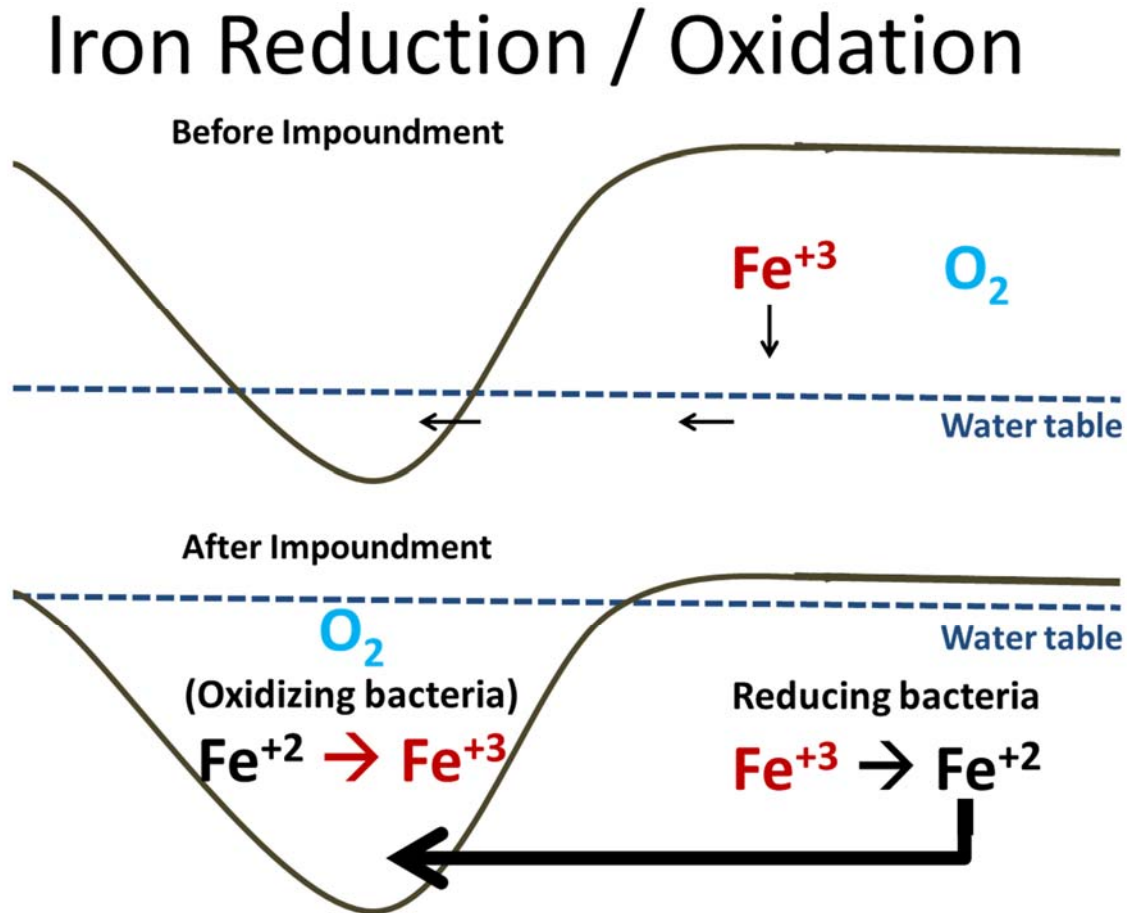 Iron Reduction / Oxidation
Before Impoundment
Fe+3
O2
Water table
After Impoundment
O2
Water table
(Oxidizing bacteria)
Reducing bacteria
Fe+2 → Fe+3
Fe+3 → Fe+2